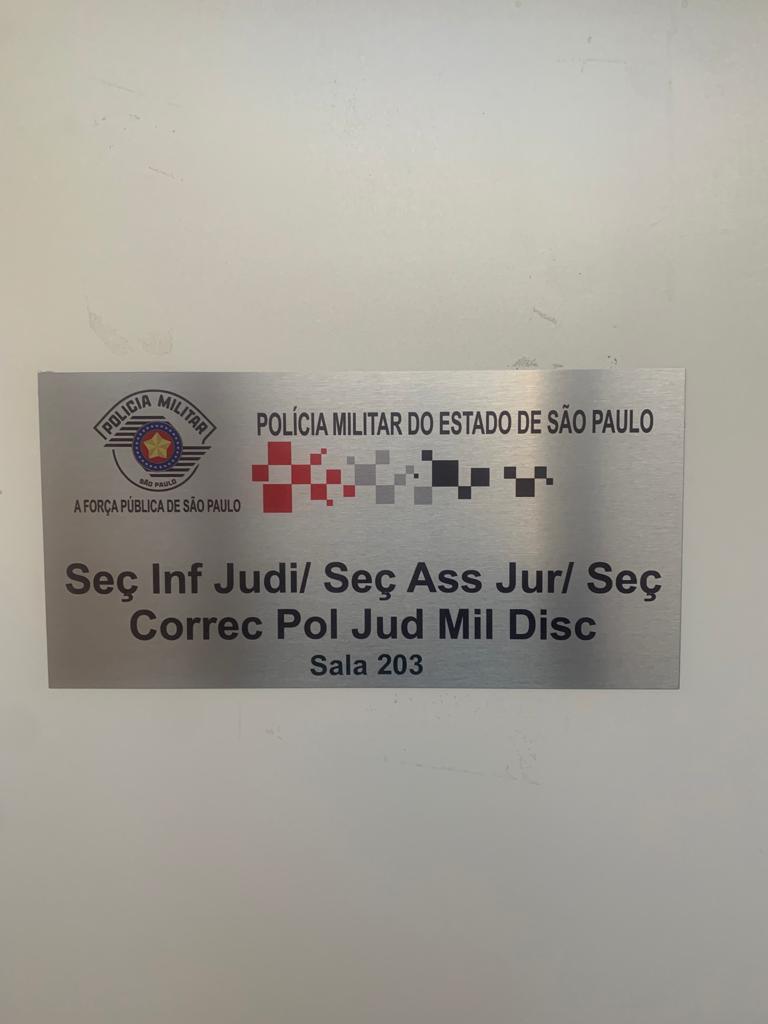 POLÍCIA MILITAR
SÃO PAULO
A FORÇA PÚBLICA DE SÃO PAULO
POLÍCIA MILITAR DO ESTADO DE SÃO PAULO
Seç Inf Judi/ Seç Ass Jur/ Seç
Correc Pol Jud Mil Disc
Sala 203